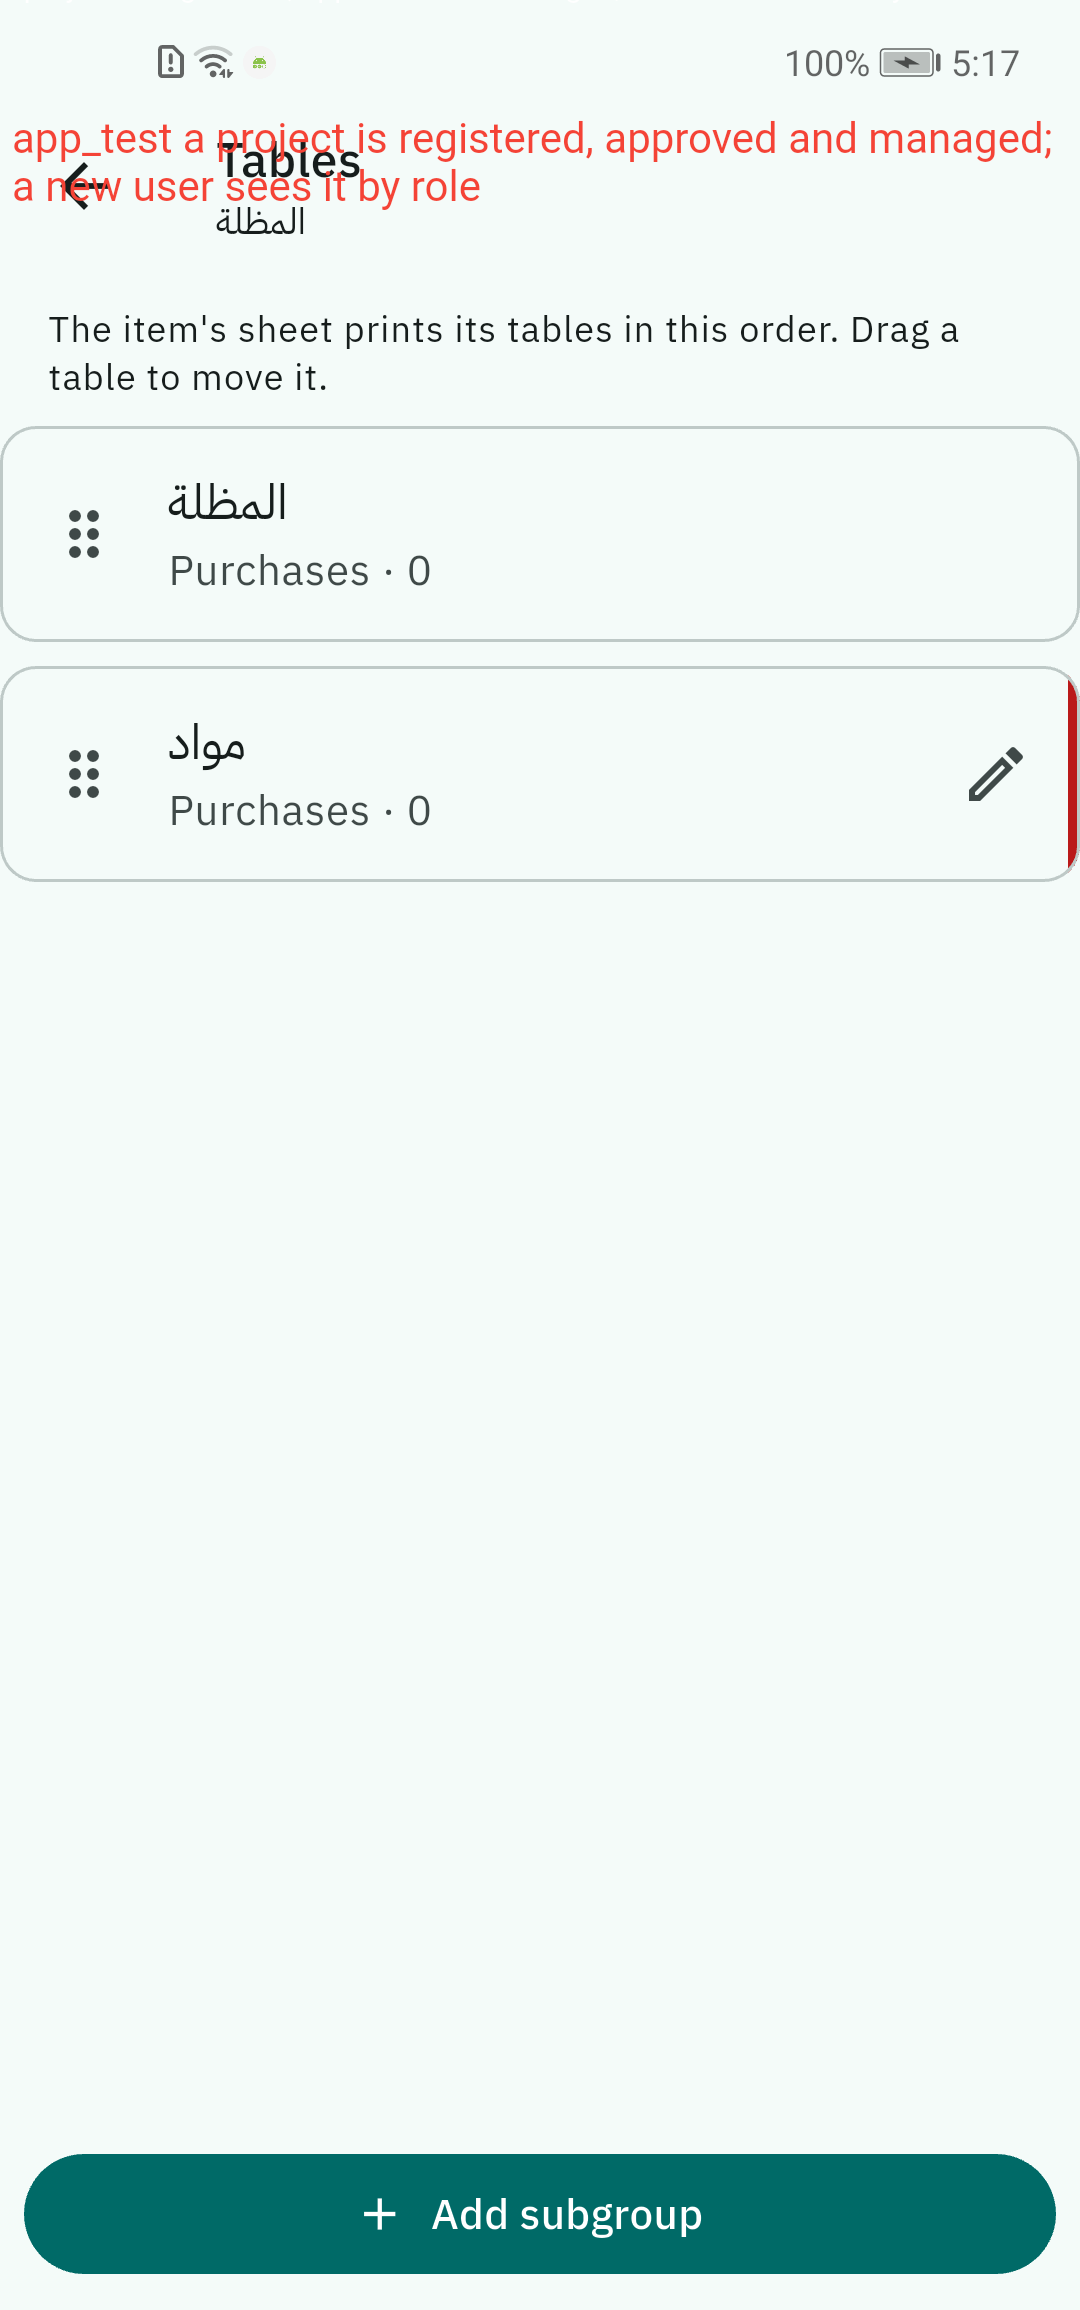 100% 5:17
app_test a project is registered, approved and managed;
a new user sees it by role
Tables
المظلة
The item's sheet prints its tables in this order. Drag a
table to move it.
المظلة
Purchases · 0
مواد
Purchases · 0
+ Add subgroup